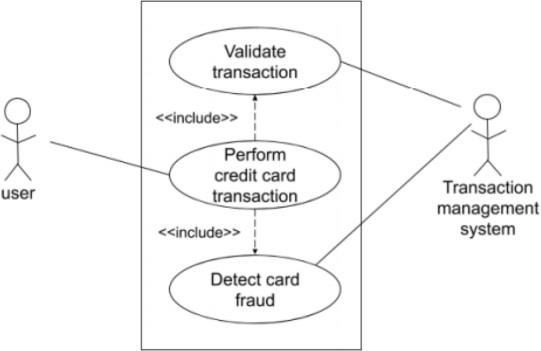 Validate
transaction
<<include>>
Perform
credit card
transaction
user
Transaction
management
system
<<include>>
Detect card
fraud